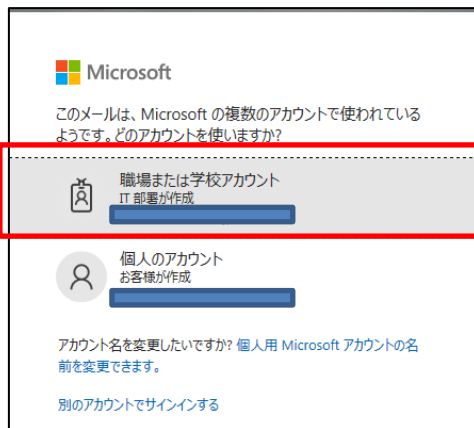 Microsoft
このメールは、Microsoft の複数のアカウントで使われている
ようです。どのアカウントを使いますか?
職場または学校アカウント
IT 部署が作成
個人のアカウント
お客様が作成
アカウント名を変更したいですか? 個人用 Microsoft アカウントの名
前を変更できます。
別のアカウントでサインインする